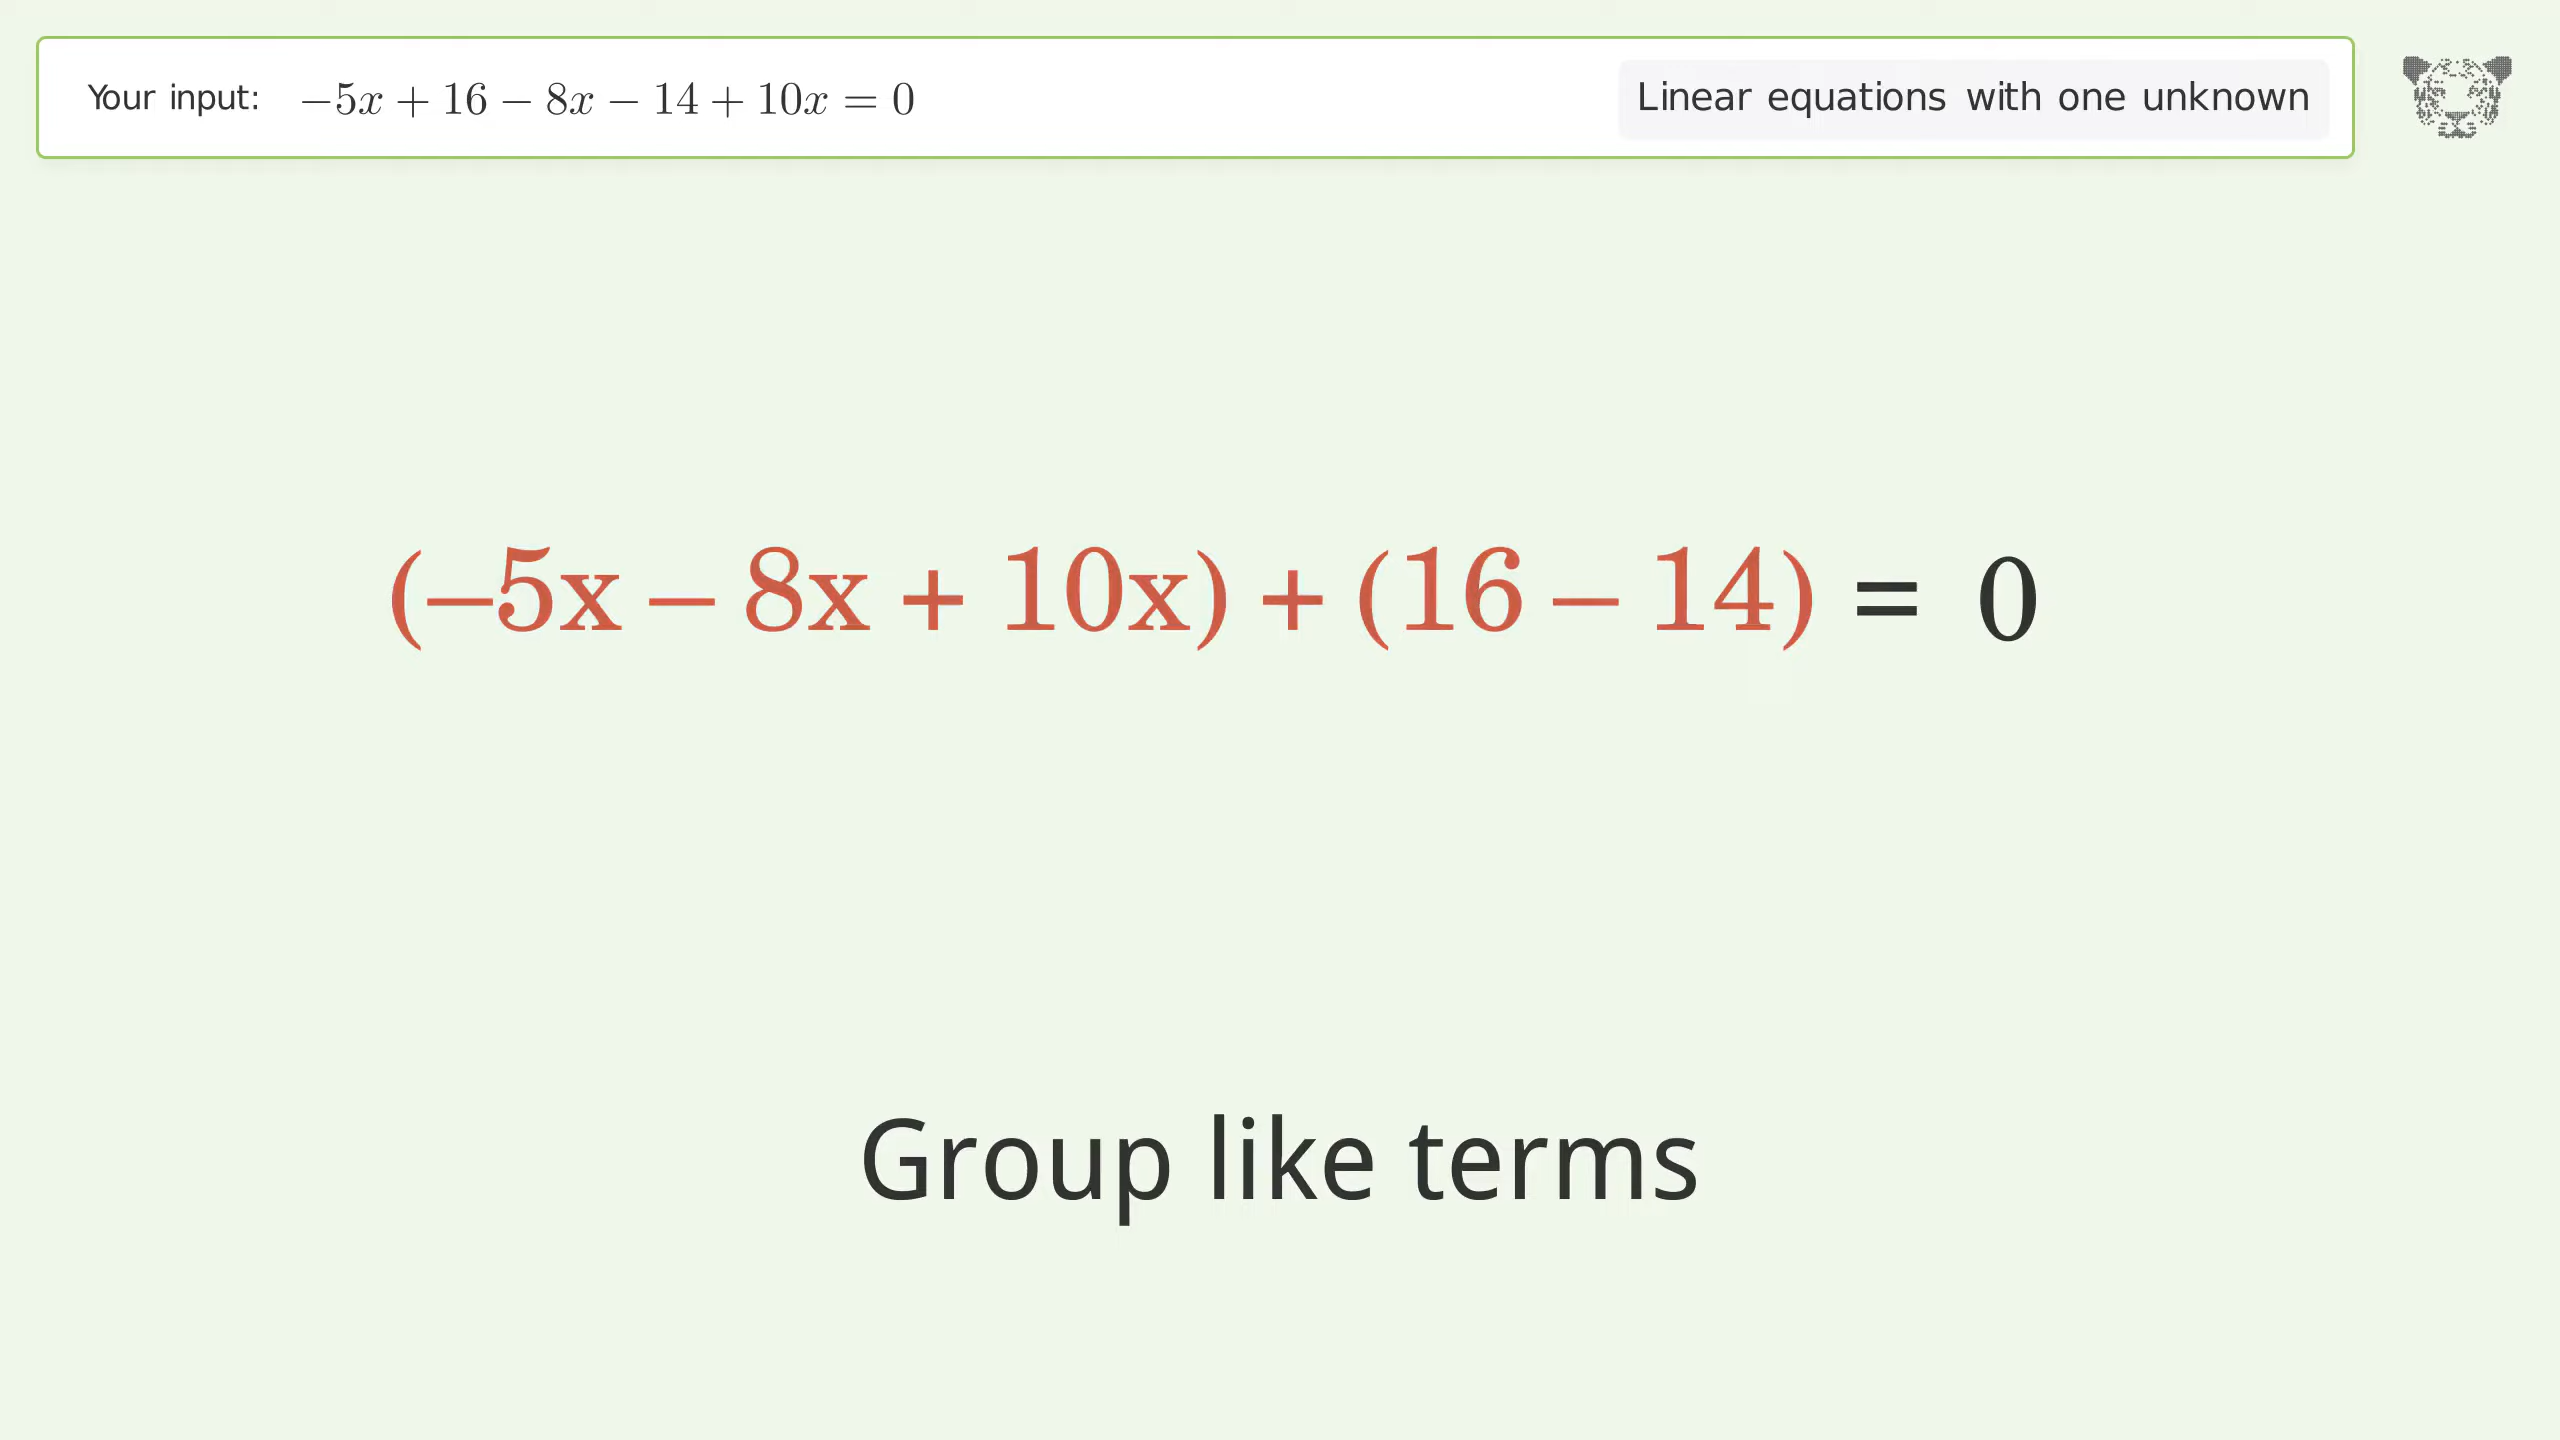 Your input: −5x + 16 − 8x − 14 + 10x = 0
Linear equations with one unknown
(−5x − 8x + 10x) + (16 − 14) = 0
Group like terms